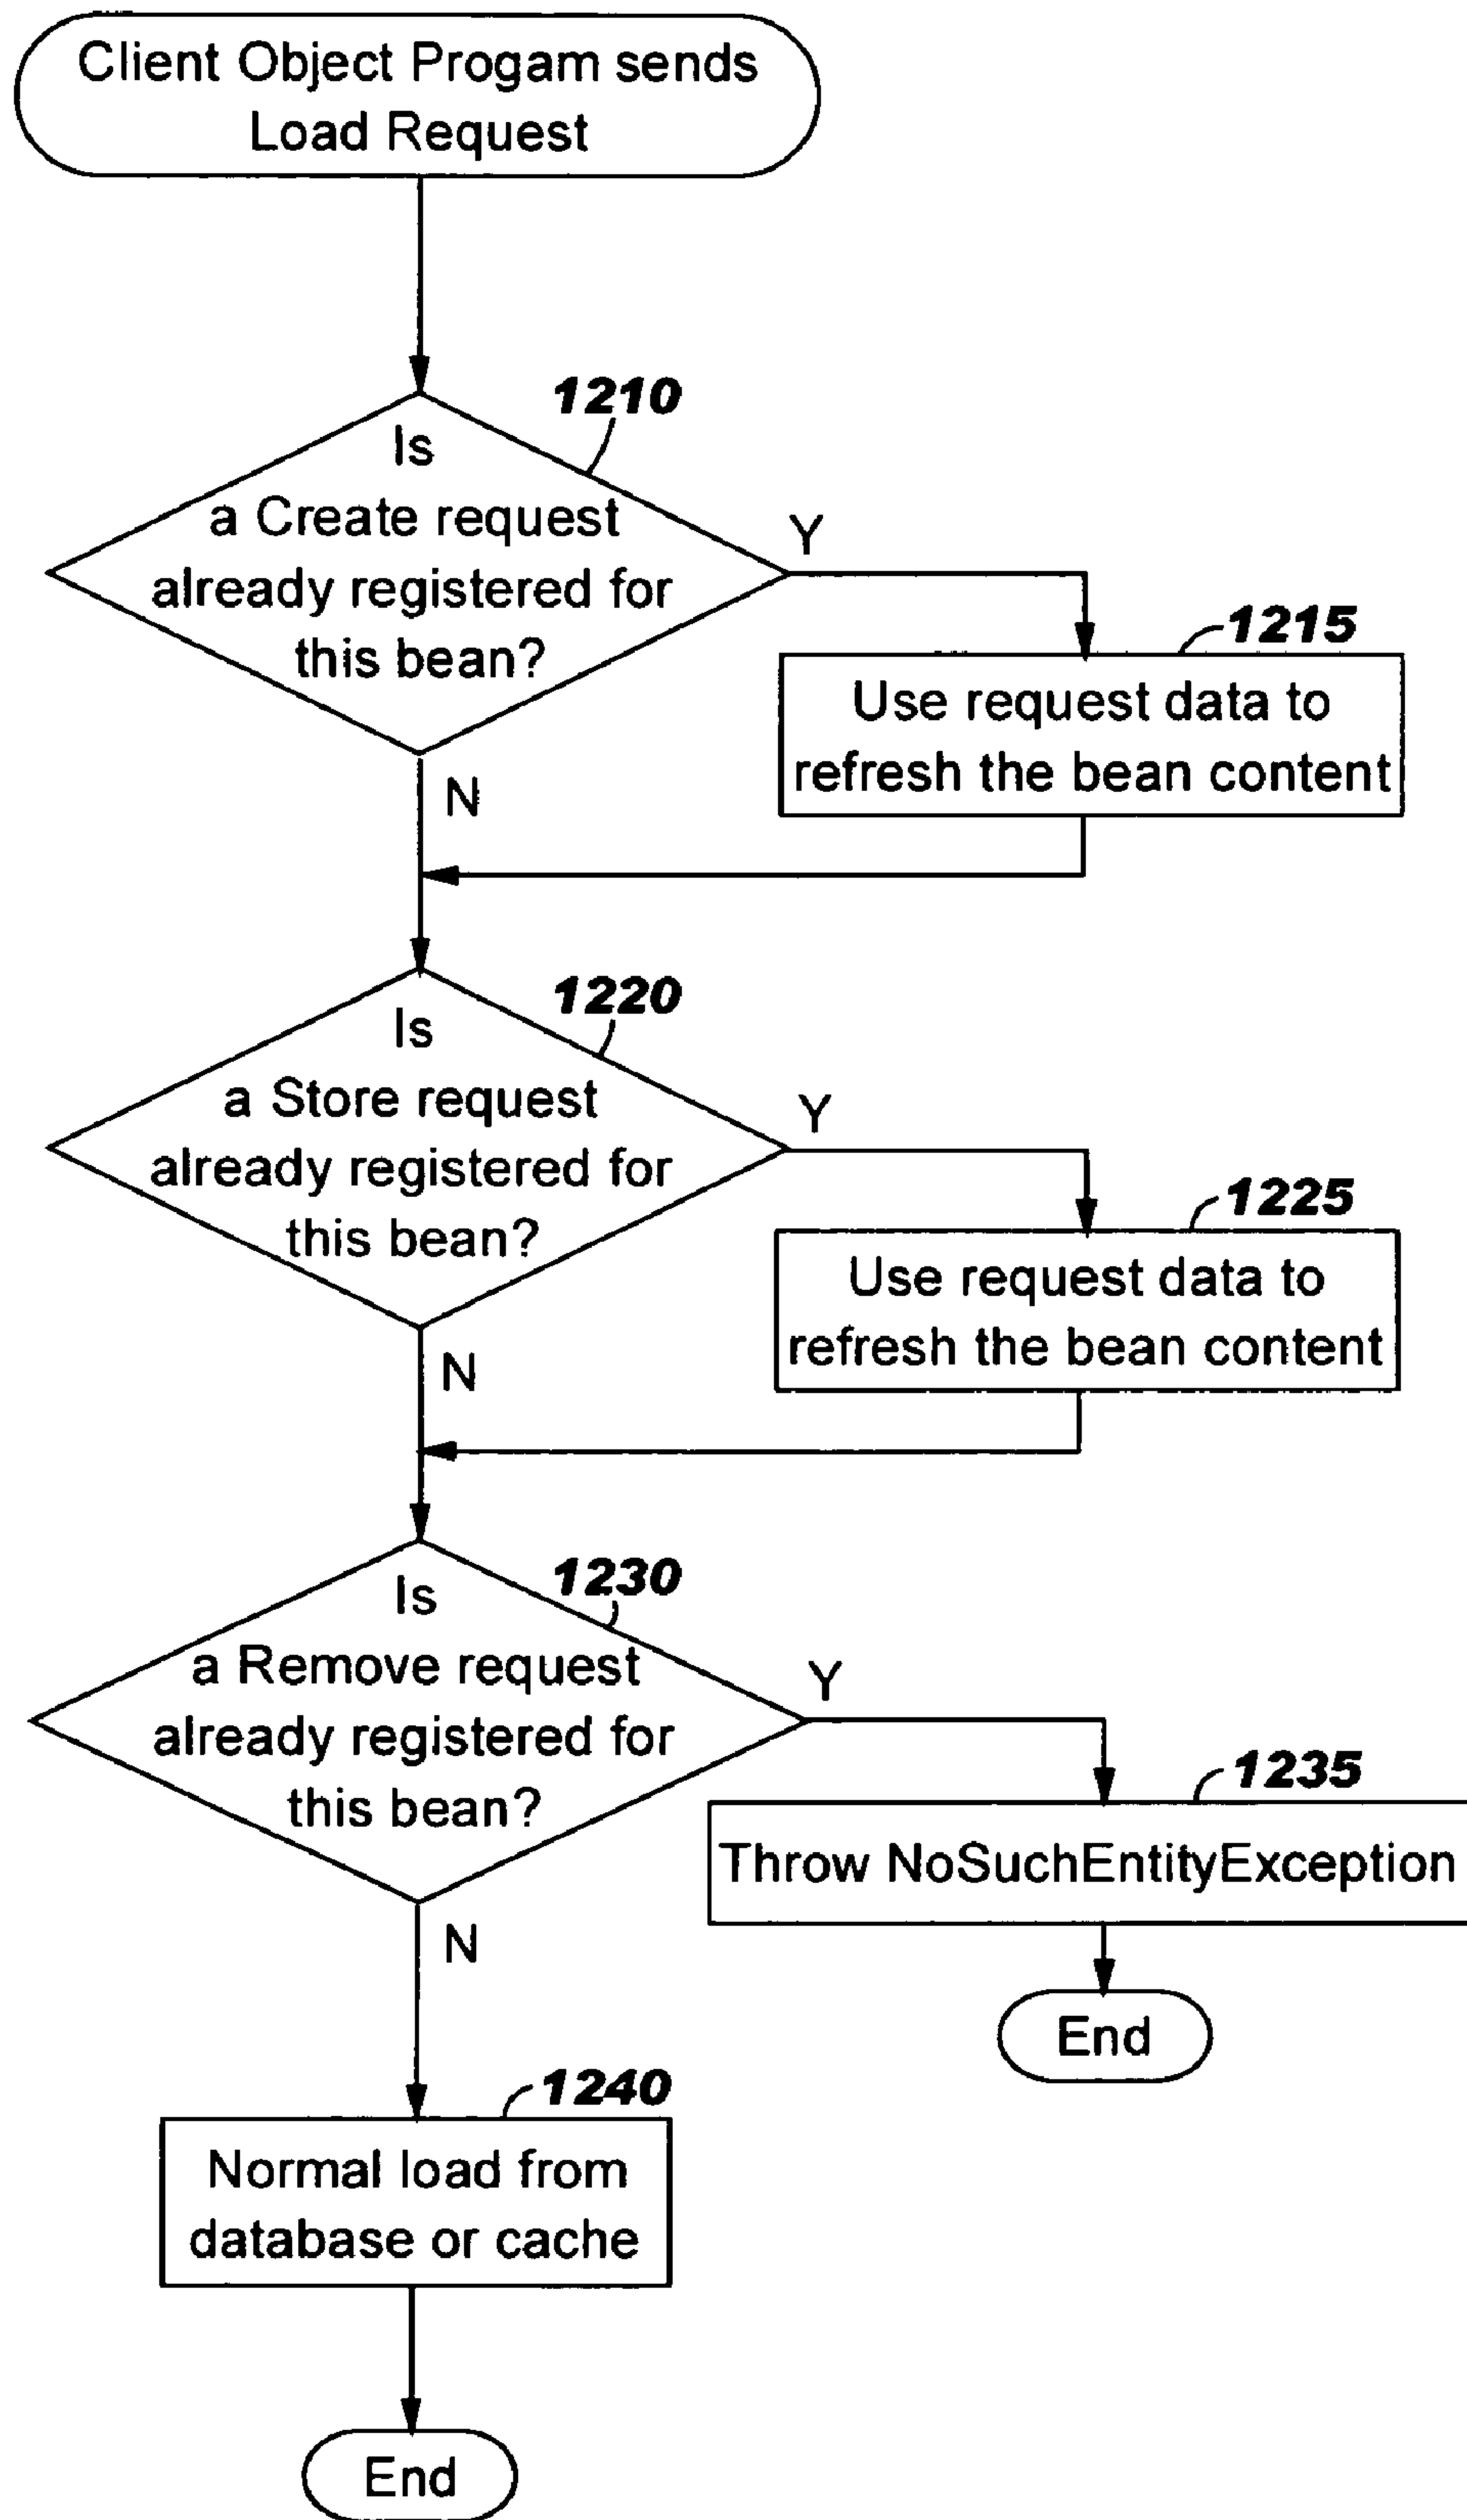 Client Object Progam sends
Load Request
1210
Is
a Create request
already registered for
this bean?
Y
N
1215
Use request data to
refresh the bean content
1220
Is
a Store request
already registered for
this bean?
Y
N
1225
Use request data to
refresh the bean content
1230
Is
a Remove request
already registered for
this bean?
Y
N
1235
Throw NoSuchEntityException
End
1240
Normal load from
database or cache
End